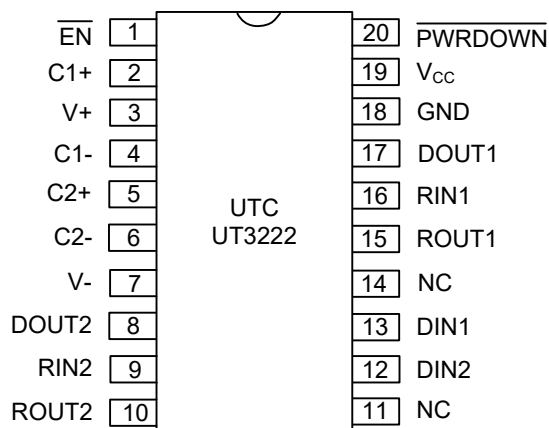 EN 1 20 PWRDOWN
C1+ 2 19 VCC
V+ 3 18 GND
C1- 4 17 DOUT1
C2+ 5 16 RIN1
UTC
UT3222
C2- 6 15 ROUT1
V- 7 14 NC
DOUT2 8 13 DIN1
RIN2 9 12 DIN2
ROUT2 10 11 NC